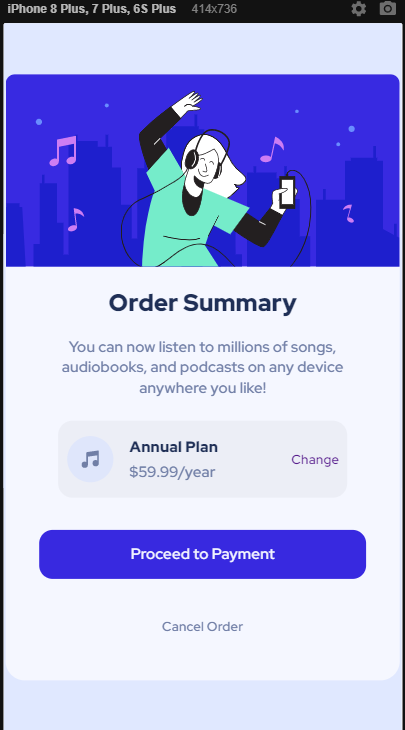 iPhone 8 Plus, 7 Plus, 6S Plus 414x736
Order Summary
You can now listen to millions of songs,
audiobooks, and podcasts on any device
anywhere you like!
Annual Plan
$59.99/year
Change
Proceed to Payment
Cancel Order